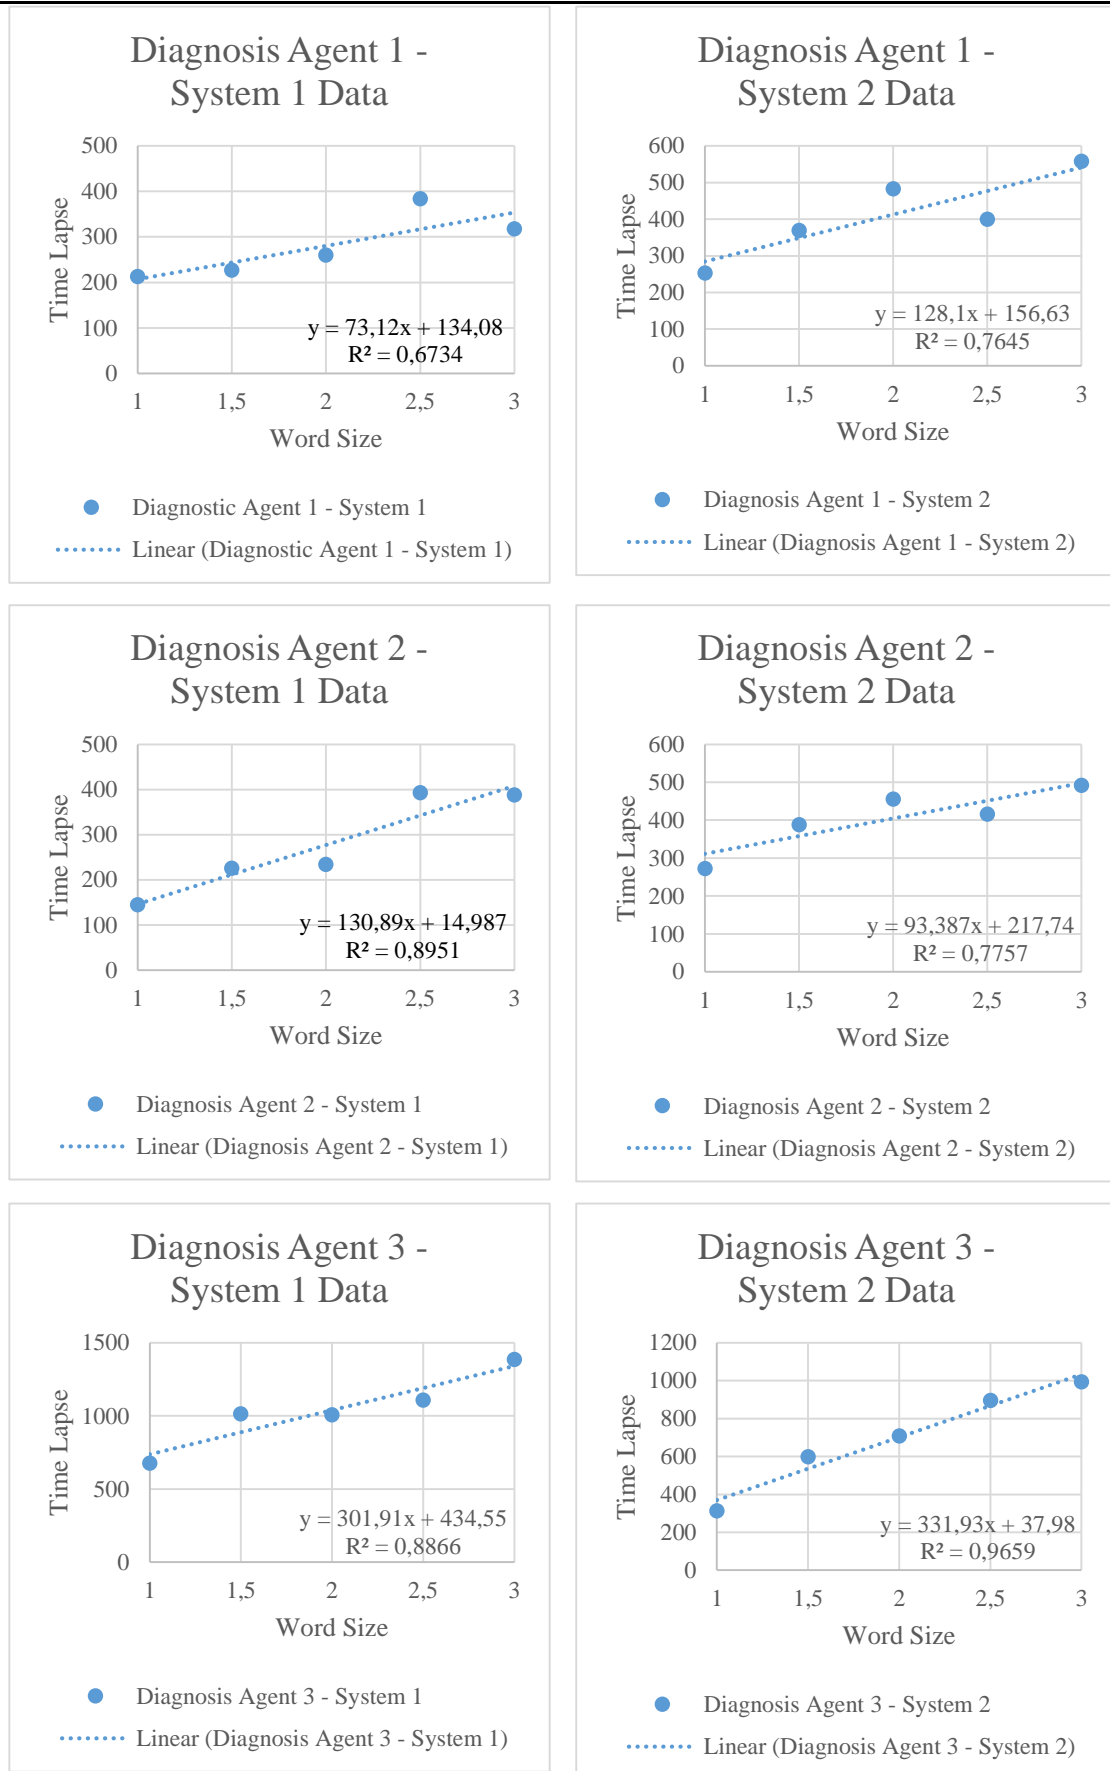 Diagnosis Agent 1 -
System 1 Data
500
400
300
200
100
0
Time Lapse
y = 73,12x + 134,08
R² = 0,6734
1 1,5 2 2,5 3
Word Size
Diagnostic Agent 1 - System 1
Linear (Diagnostic Agent 1 - System 1)
Diagnosis Agent 1 -
System 2 Data
600
500
400
300
200
100
0
Time Lapse
y = 128,1x + 156,63
R² = 0,7645
1 1,5 2 2,5 3
Word Size
Diagnosis Agent 1 - System 2
Linear (Diagnosis Agent 1 - System 2)
Diagnosis Agent 2 -
System 1 Data
500
400
300
200
100
0
Time Lapse
y = 130,89x + 14,987
R² = 0,8951
1 1,5 2 2,5 3
Word Size
Diagnosis Agent 2 - System 1
Linear (Diagnosis Agent 2 - System 1)
Diagnosis Agent 2 -
System 2 Data
600
500
400
300
200
100
0
Time Lapse
y = 93,387x + 217,74
R² = 0,7757
1 1,5 2 2,5 3
Word Size
Diagnosis Agent 2 - System 2
Linear (Diagnosis Agent 2 - System 2)
Diagnosis Agent 3 -
System 1 Data
1500
1000
500
0
Time Lapse
y = 301,91x + 434,55
R² = 0,8866
1 1,5 2 2,5 3
Word Size
Diagnosis Agent 3 - System 1
Linear (Diagnosis Agent 3 - System 1)
Diagnosis Agent 3 -
System 2 Data
1200
1000
800
600
400
200
0
Time Lapse
y = 331,93x + 37,98
R² = 0,9659
1 1,5 2 2,5 3
Word Size
Diagnosis Agent 3 - System 2
Linear (Diagnosis Agent 3 - System 2)